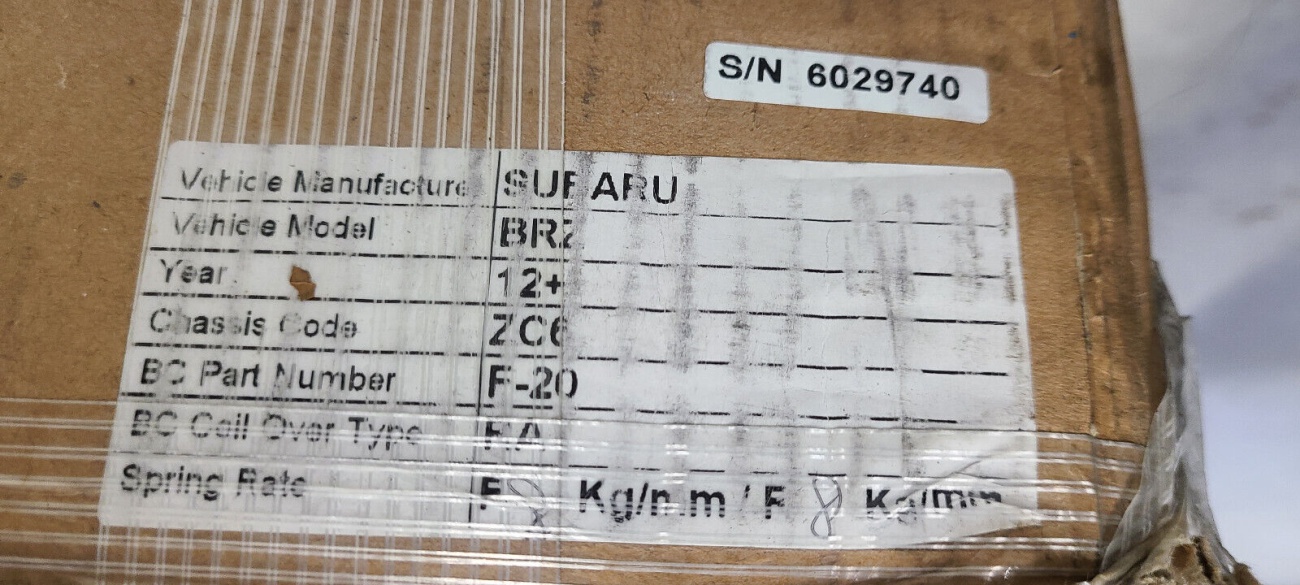 S/N 6029740
Vehicle Manufacture SUBARU
Vehicle Model BRZ
Year 12+
Chassis Code ZC6
BC Part Number F-20
BC Coil Over Type RA
Spring Rate F 8 Kg/mm / R 8 Kg/mm